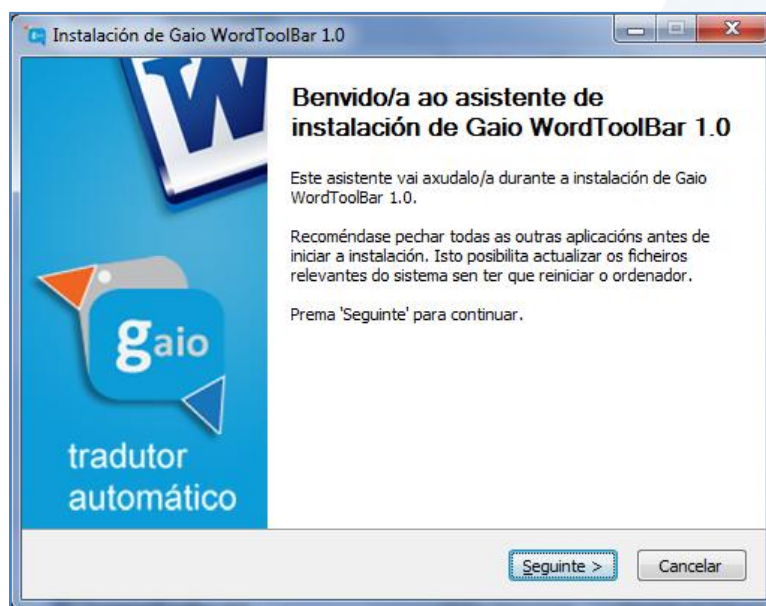 Instalación de Gaio WordToolBar 1.0
W
Benvido/a ao asistente de
instalación de Gaio WordToolBar 1.0
Este asistente vai axudalo/a durante a instalación de Gaio
WordToolBar 1.0.
Recoméndase pechar todas as outras aplicacións antes de
iniciar a instalación. Isto posibilita actualizar os ficheiros
relevantes do sistema sen ter que reiniciar o ordenador.
Prema 'Seguinte' para continuar.
gaio
tradutor
automático
Seguinte >
Cancelar